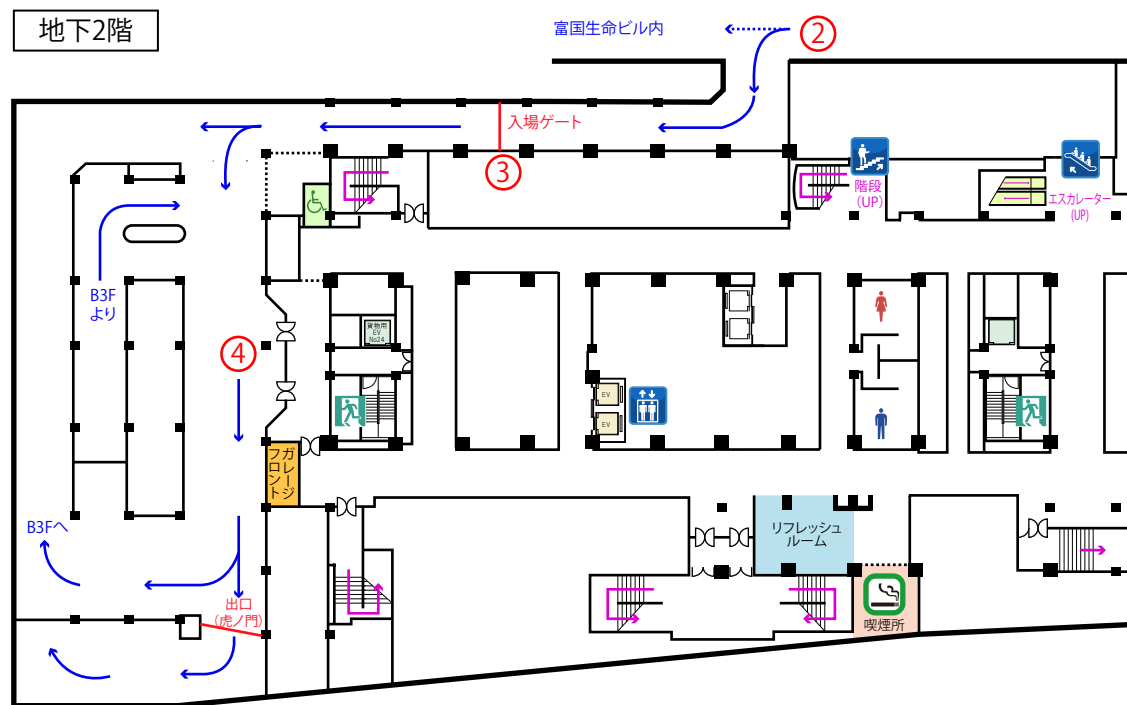 地下2階
富国生命ビル内
②
入場ゲート
③
階段
(UP)
エスカレーター
(UP)
B3F
より
貨物用
EV
No24
④
EV
EV
ガレージ
フロント
リフレッシュ
ルーム
B3Fへ
出口
(虎ノ門)
喫煙所